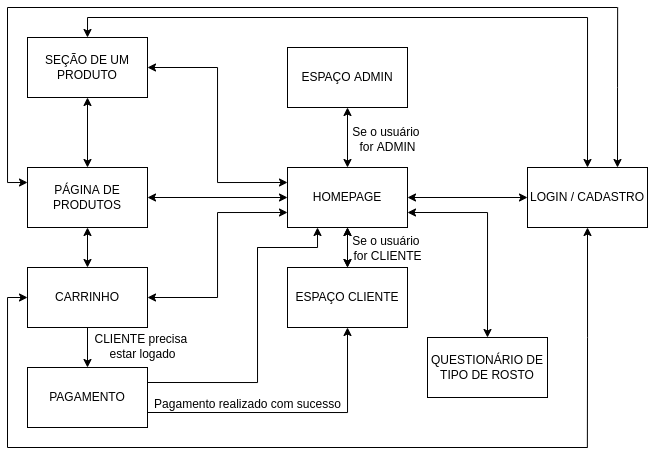 SEÇÃO DE UM
PRODUTO
ESPAÇO ADMIN
Se o usuário
for ADMIN
PÁGINA DE
PRODUTOS
HOMEPAGE
LOGIN / CADASTRO
Se o usuário
for CLIENTE
CARRINHO
ESPAÇO CLIENTE
CLIENTE precisa
estar logado
QUESTIONÁRIO DE
TIPO DE ROSTO
PAGAMENTO
Pagamento realizado com sucesso